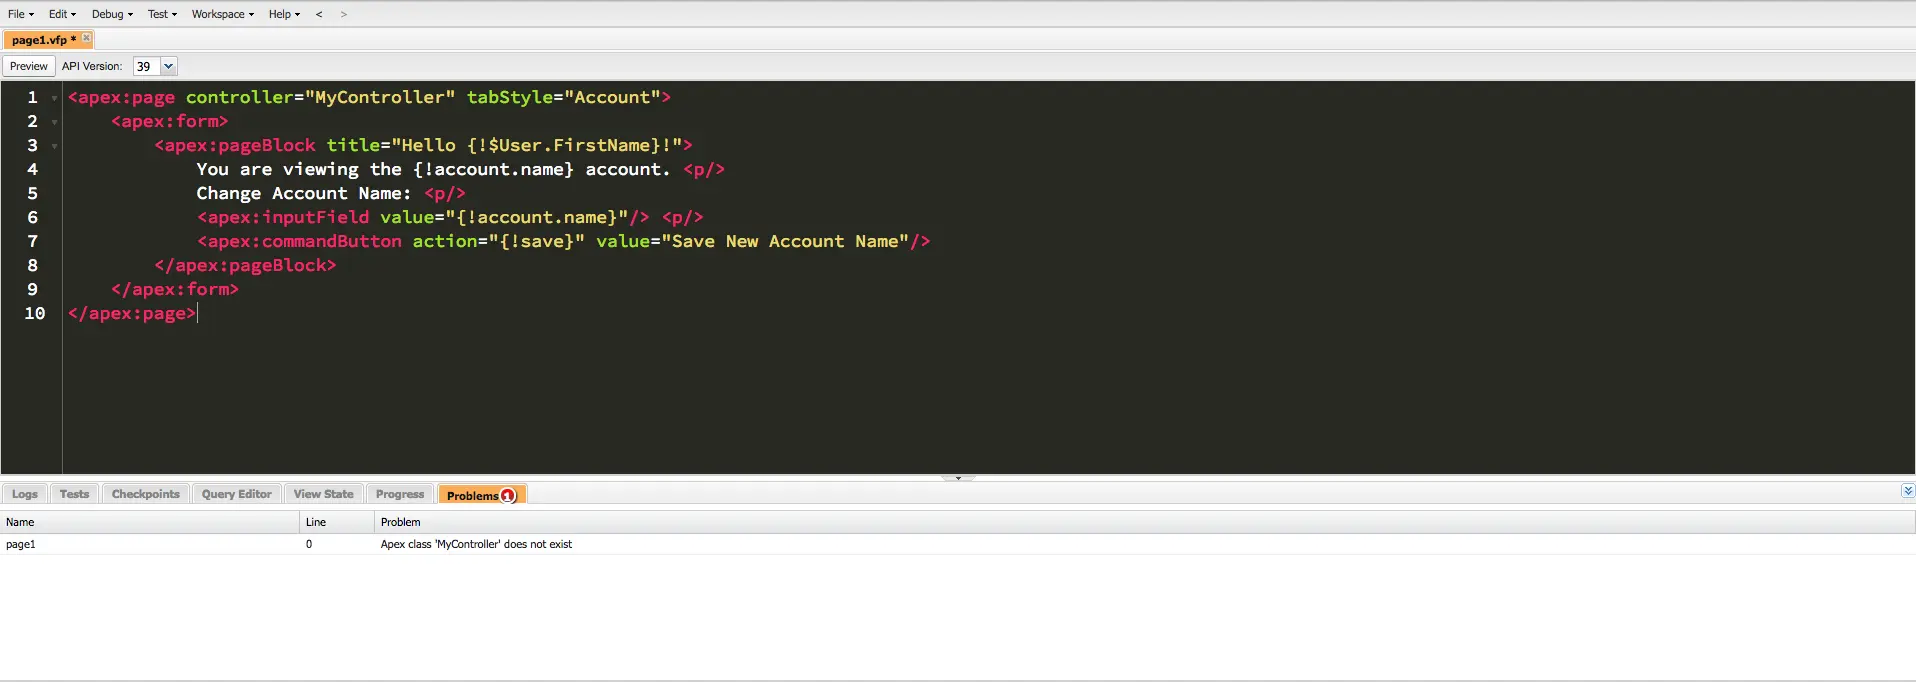 File Edit Debug Test Workspace Help < >
page1.vfp *
Preview API Version: 39
1 <apex:page controller="MyController" tabStyle="Account">
2 <apex:form>
3 <apex:pageBlock title="Hello {!$User.FirstName}!">
4 You are viewing the {!account.name} account. <p/>
5 Change Account Name: <p/>
6 <apex:inputField value="{!account.name}"/> <p/>
7 <apex:commandButton action="{!save}" value="Save New Account Name"/>
8 </apex:pageBlock>
9 </apex:form>
10 </apex:page>
Logs Tests Checkpoints Query Editor View State Progress Problems 1
Name Line Problem
page1 0 Apex class 'MyController' does not exist